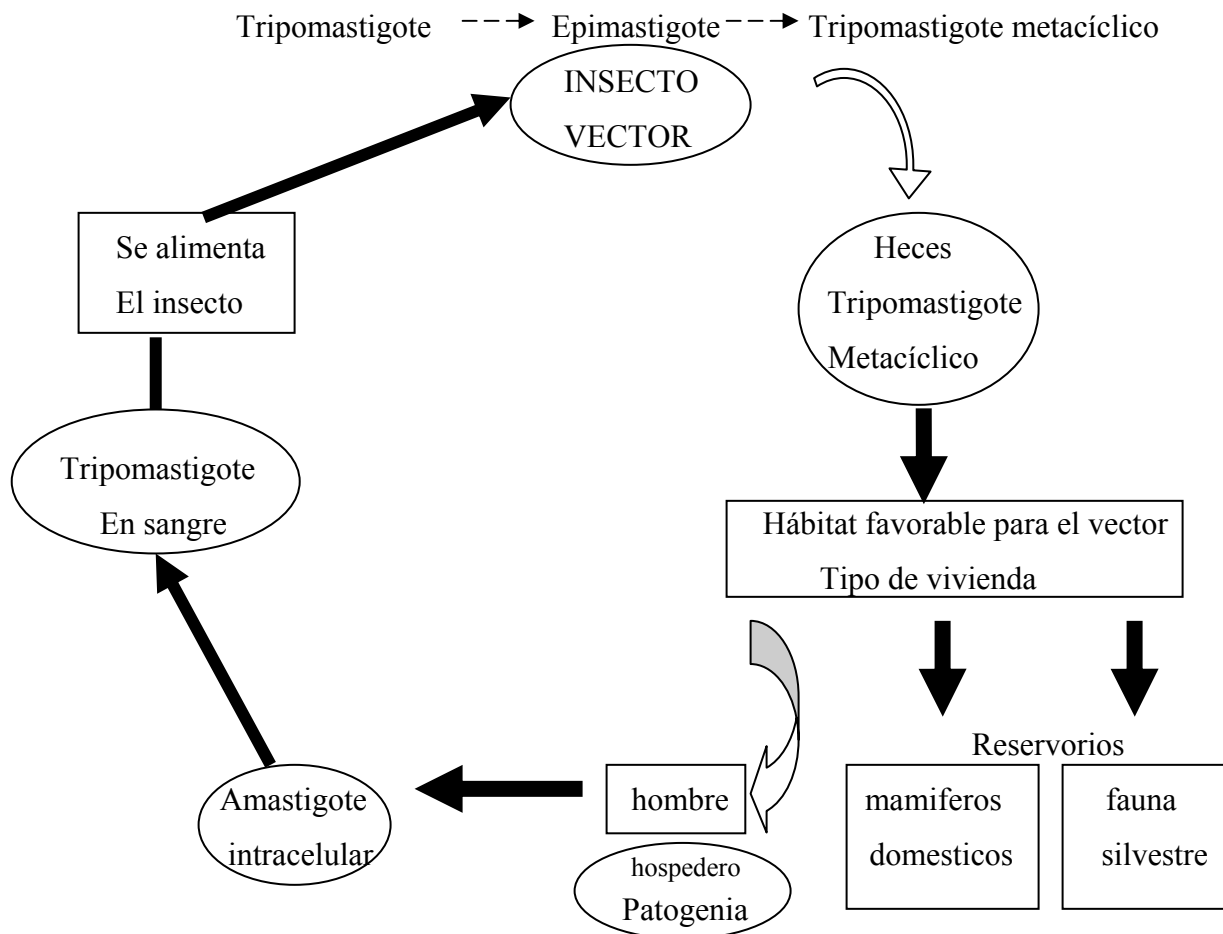 Tripomastigote Epimastigote Tripomastigote metacíclico
INSECTO
VECTOR
Se alimenta
El insecto
Heces
Tripomastigote
Metacíclico
Tripomastigote
En sangre
Hábitat favorable para el vector
Tipo de vivienda
Reservorios
Amastigote
intracelular
hombre
hospedero
Patogenia
mamiferos
domesticos
fauna
silvestre